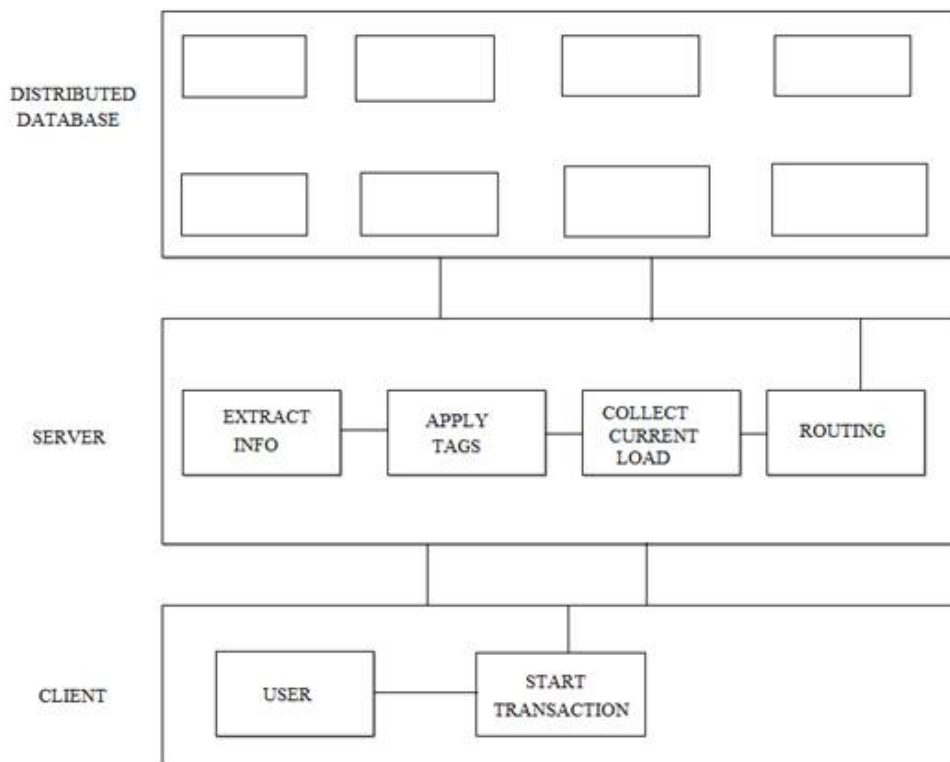 DISTRIBUTED
DATABASE
SERVER
EXTRACT
INFO
APPLY
TAGS
COLLECT
CURRENT
LOAD
ROUTING
CLIENT
USER
START
TRANSACTION